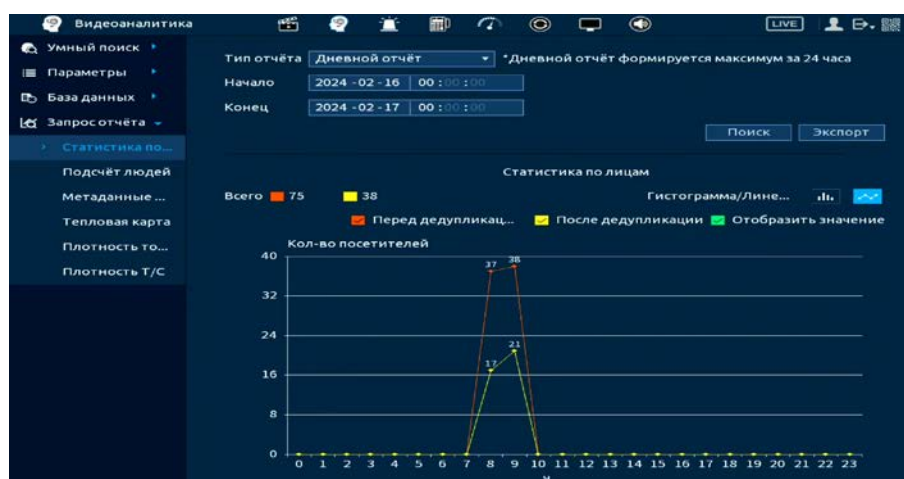 Видеоаналитика
LIVE
Умный поиск
Параметры
База данных
Запрос отчёта
Статистика по...
Подсчёт людей
Метаданные ...
Тепловая карта
Плотность то...
Плотность Т/С
Тип отчёта Дневной отчёт *Дневной отчёт формируется максимум за 24 часа
Начало 2024 -02 -16 00 :00 :00
Конец 2024 -02 -17 00 :00 :00
Поиск Экспорт
Статистика по лицам
Всего 75 38 Гистограмма/Лине...
Перед дедупликац... После дедупликации Отобразить значение
Кол-во посетителей
40
37 38
32
24
21
17
16
8
0
0 1 2 3 4 5 6 7 8 9 10 11 12 13 14 15 16 17 18 19 20 21 22 23